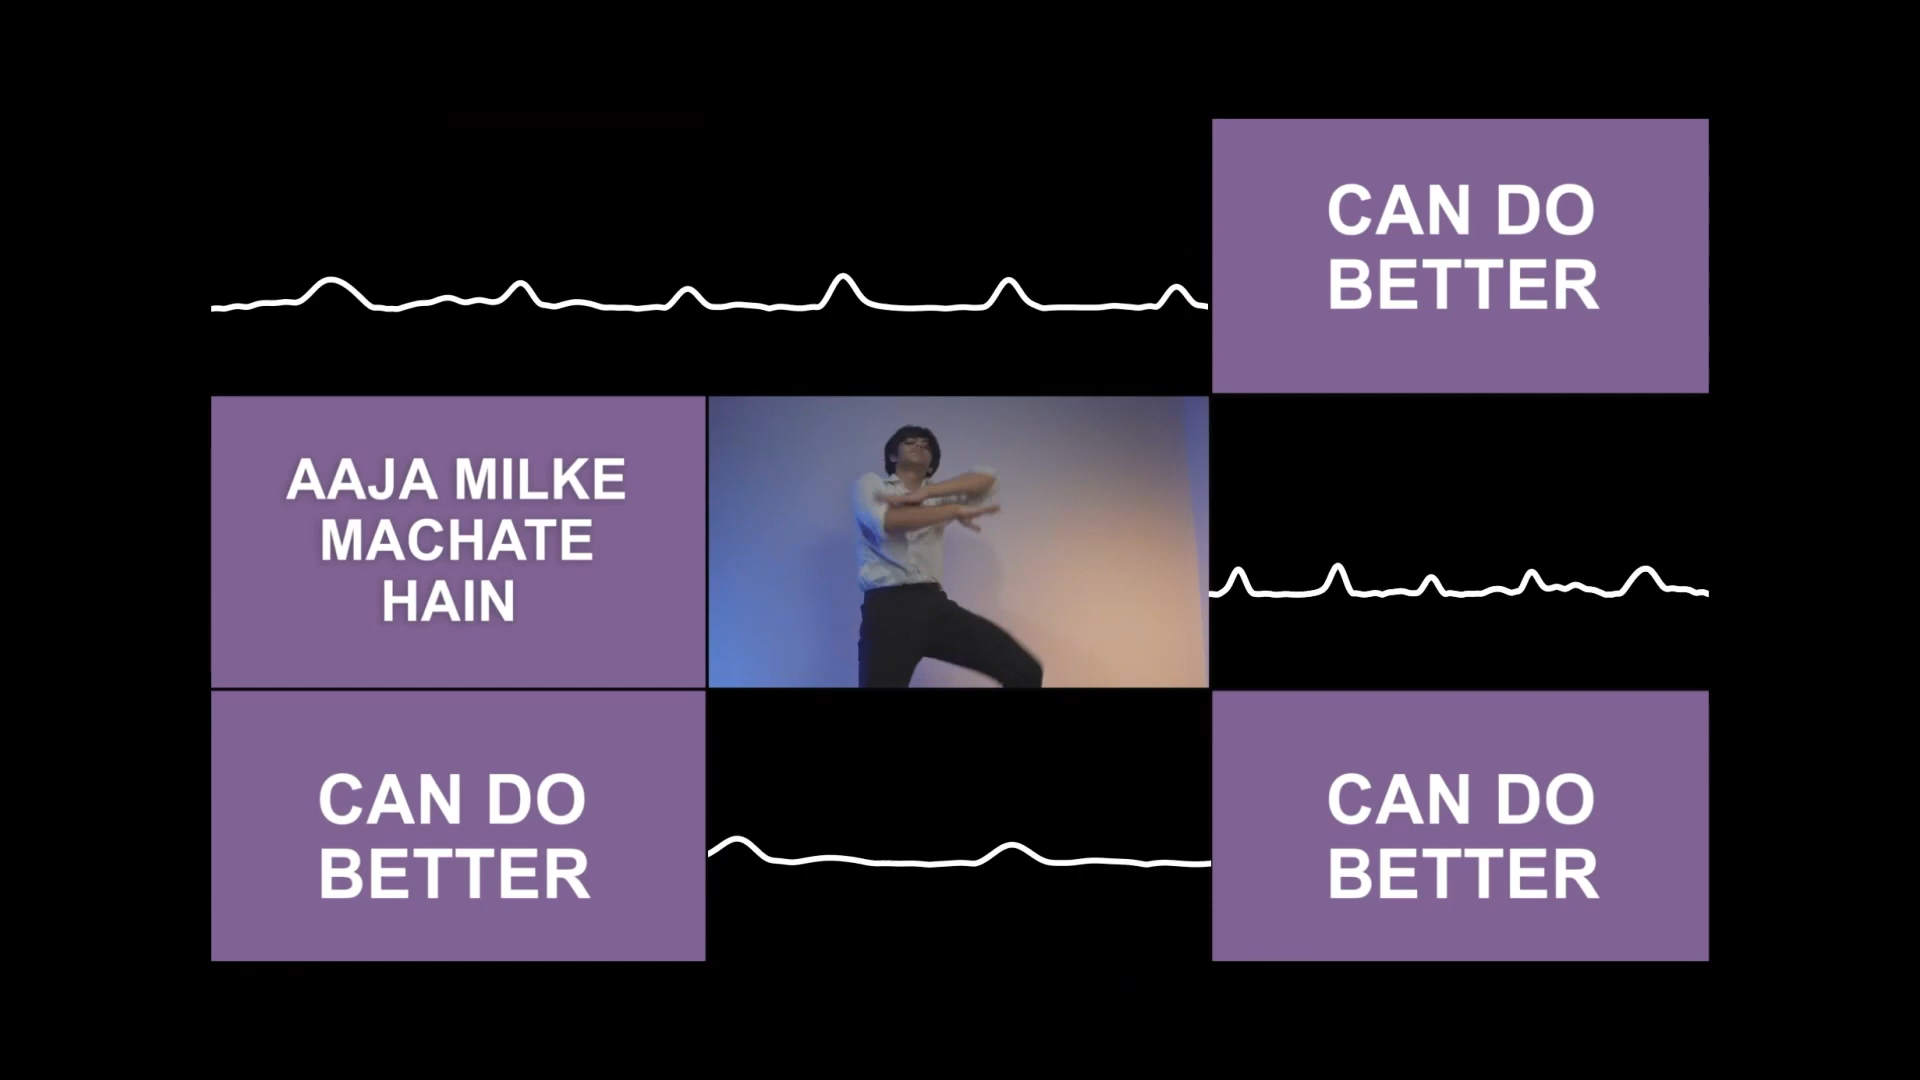 CAN DO
BETTER
AAJA MILKE
MACHATE
HAIN
CAN DO
BETTER
CAN DO
BETTER